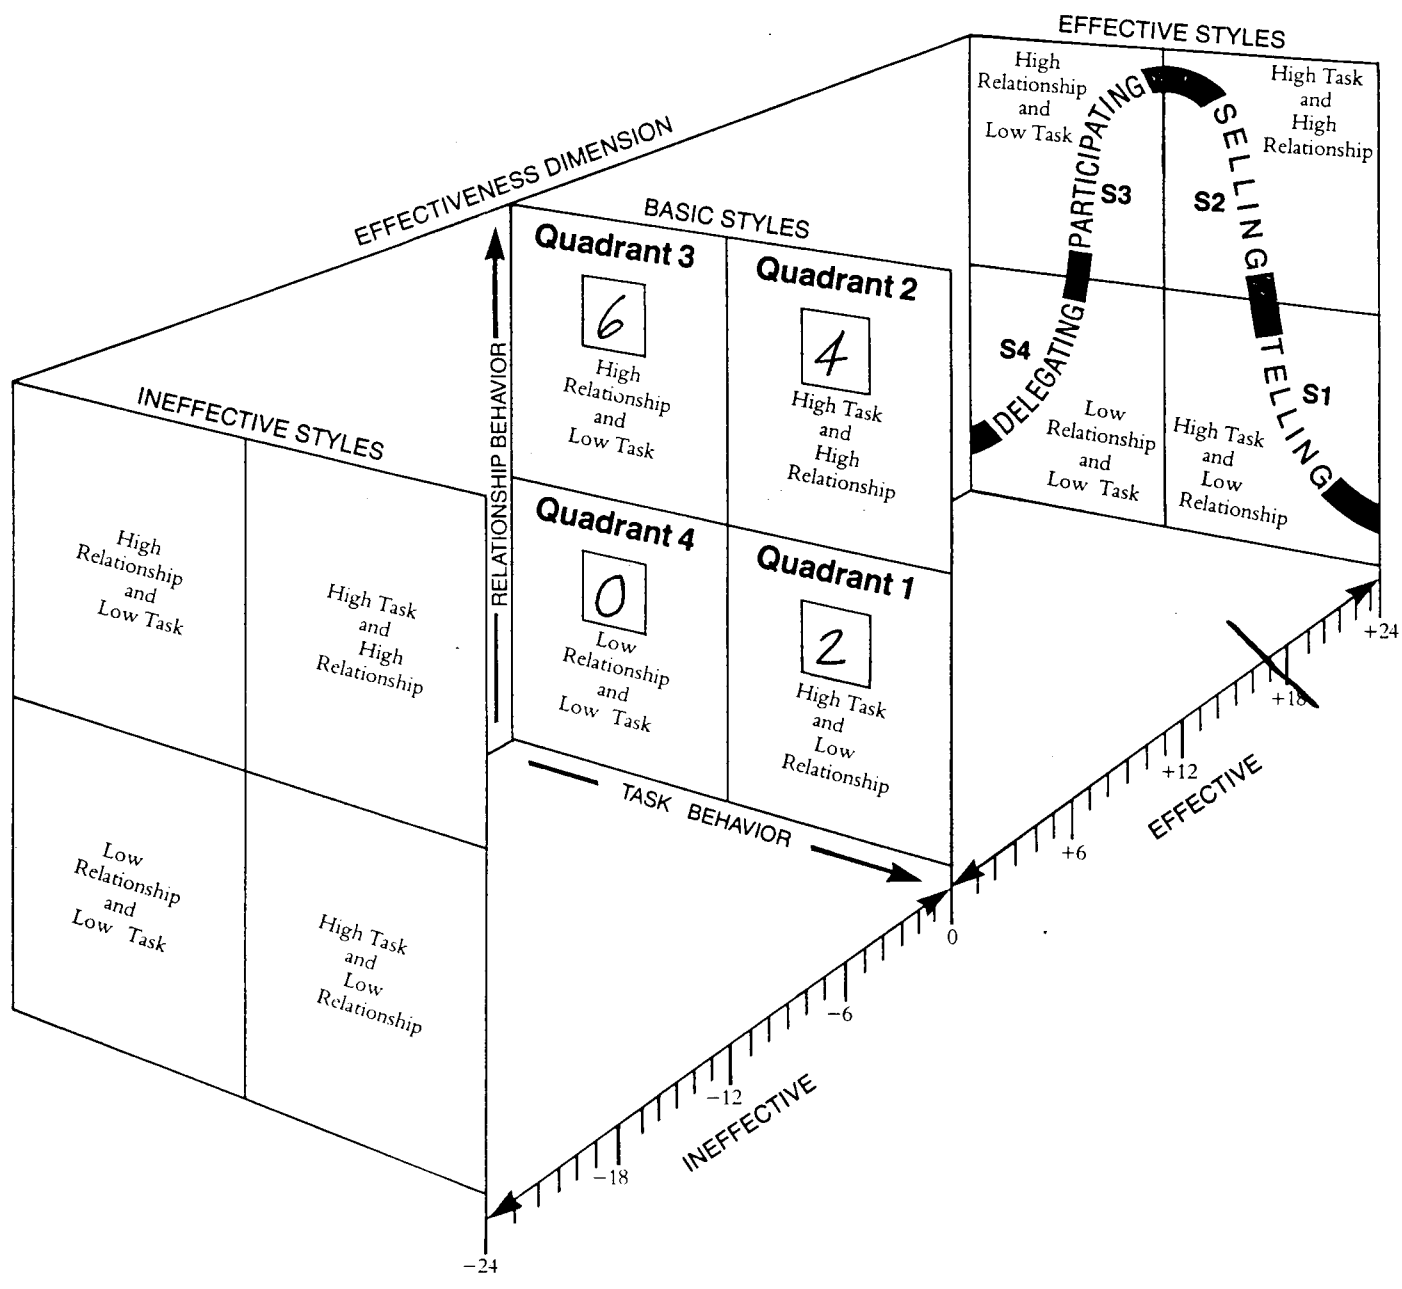 EFFECTIVE STYLES
High
Relationship
and
Low Task
High Task
and
High
Relationship
PARTICIPATING
SELLING
S3
S2
DELEGATING
TELLING
S4
S1
Low
Relationship
and
Low Task
High Task
and
Low
Relationship
EFFECTIVENESS DIMENSION
BASIC STYLES
Quadrant 3
6
High
Relationship
and
Low Task
Quadrant 2
4
High Task
and
High
Relationship
Quadrant 4
0
Low
Relationship
and
Low Task
Quadrant 1
2
High Task
and
Low
Relationship
RELATIONSHIP BEHAVIOR
TASK BEHAVIOR
INEFFECTIVE STYLES
High
Relationship
and
Low Task
High Task
and
High
Relationship
Low
Relationship
and
Low Task
High Task
and
Low
Relationship
+24
+18
+12
+6
EFFECTIVE
0
-6
-12
-18
-24
INEFFECTIVE